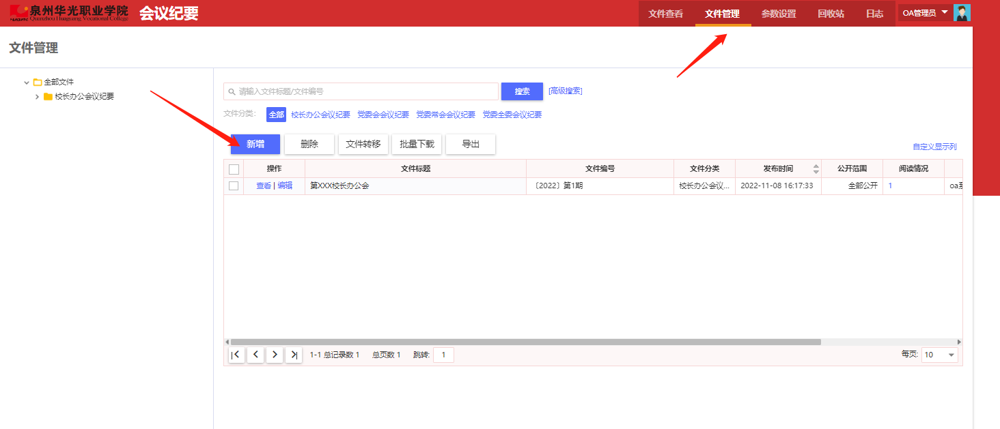 泉州华光职业学院
Quanzhou Huaguang Vocational College
会议纪要
文件查看 文件管理 参数设置 回收站 日志 OA管理员
文件管理
全部文件
校长办公会议纪要
请输入文件标题/文件编号 搜索 [高级搜索]
文件分类: 全部 校长办公会议纪要 党委会会议纪要 党委常会会议纪要 党委全委会议纪要
新增 删除 文件转移 批量下载 导出
自定义显示列
操作 文件标题 文件编号 文件分类 发布时间 公开范围 阅读情况
查看 | 编辑 第XXX校长办公会 〔2022〕第1期 校长办公会议... 2022-11-08 16:17:33 全部公开 1 oa系
1-1 总记录数 1 总页数 1 跳转: 1 每页: 10